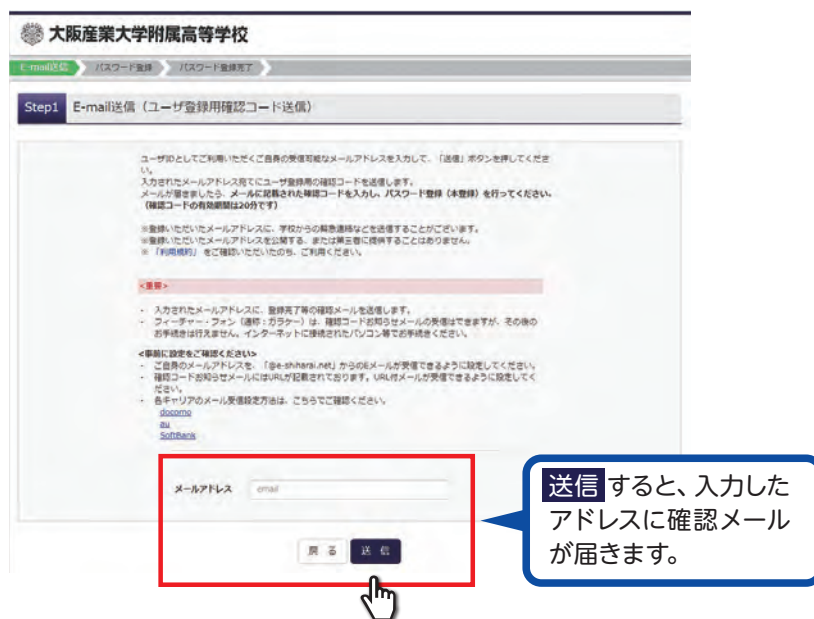 大阪産業大学附属高等学校
E-mail送信 パスワード登録 パスワード登録完了
Step1 E-mail送信（ユーザ登録用確認コード送信）
ユーザIDとしてご利用いただくご自身の受信可能なメールアドレスを入力して、「送信」ボタンを押してくださ
い。
入力されたメールアドレス宛てにユーザ登録用の確認コードを送信します。
メールが届きましたら、メールに記載された確認コードを入力し、パスワード登録（本登録）を行ってください。
（確認コードの有効期間は20分です）
※登録いただいたメールアドレスに、学校からの緊急連絡などを送信することがございます。
※登録いただいたメールアドレスを公開する、または第三者に提供することはありません。
※「利用規約」をご確認いただいたのち、ご利用ください。
<重要>
・ 入力されたメールアドレスに、登録完了等の確認メールを送信します。
・ フィーチャー・フォン（通称：ガラケー）は、確認コードお知らせメールの受信はできますが、その後の
お手続きは行えません。インターネットに接続されたパソコン等でお手続きください。
<事前に設定をご確認ください>
・ ご自身のメールアドレスを、「@e-shiharai.net」からのEメールが受信できるように設定してください。
・ 確認コードお知らせメールにはURLが記載されております。URL付メールが受信できるように設定してく
ださい。
・ 各キャリアのメール受信設定方法は、こちらでご確認ください。
docomo
au
SoftBank
メールアドレス email
戻 る 送 信
送信 すると、入力した
アドレスに確認メール
が届きます。